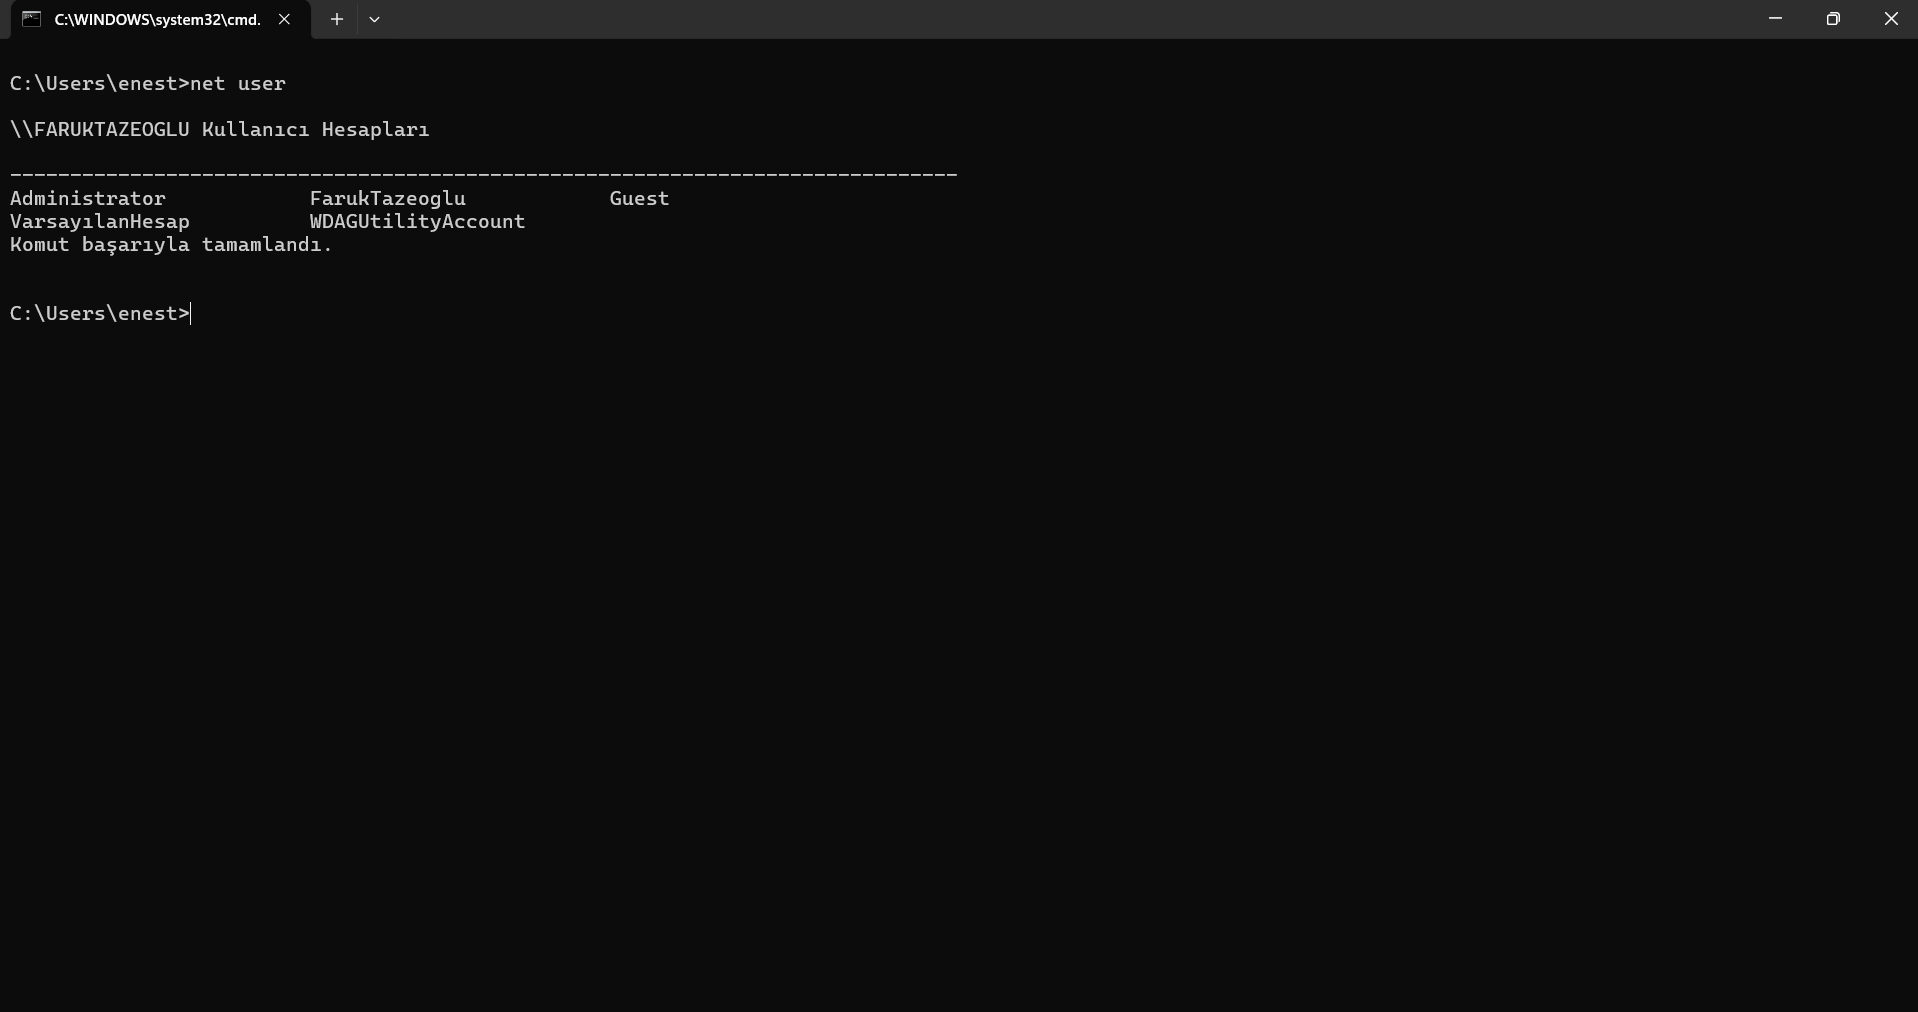 C:\WINDOWS\system32\cmd.
C:\Users\enest>net user
\\FARUKTAZEOGLU Kullanıcı Hesapları
-------------------------------------------------------------------------------
Administrator            FarukTazeoglu            Guest
VarsayılanHesap          WDAGUtilityAccount
Komut başarıyla tamamlandı.
C:\Users\enest>